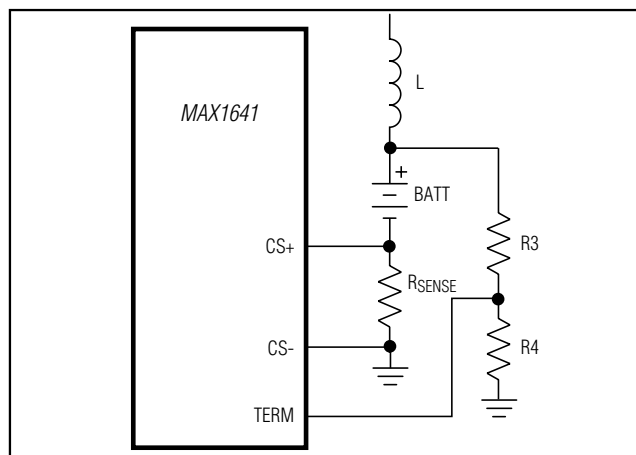 MAX1641
L
+
BATT
CS+
R3
RSENSE
CS-
R4
TERM